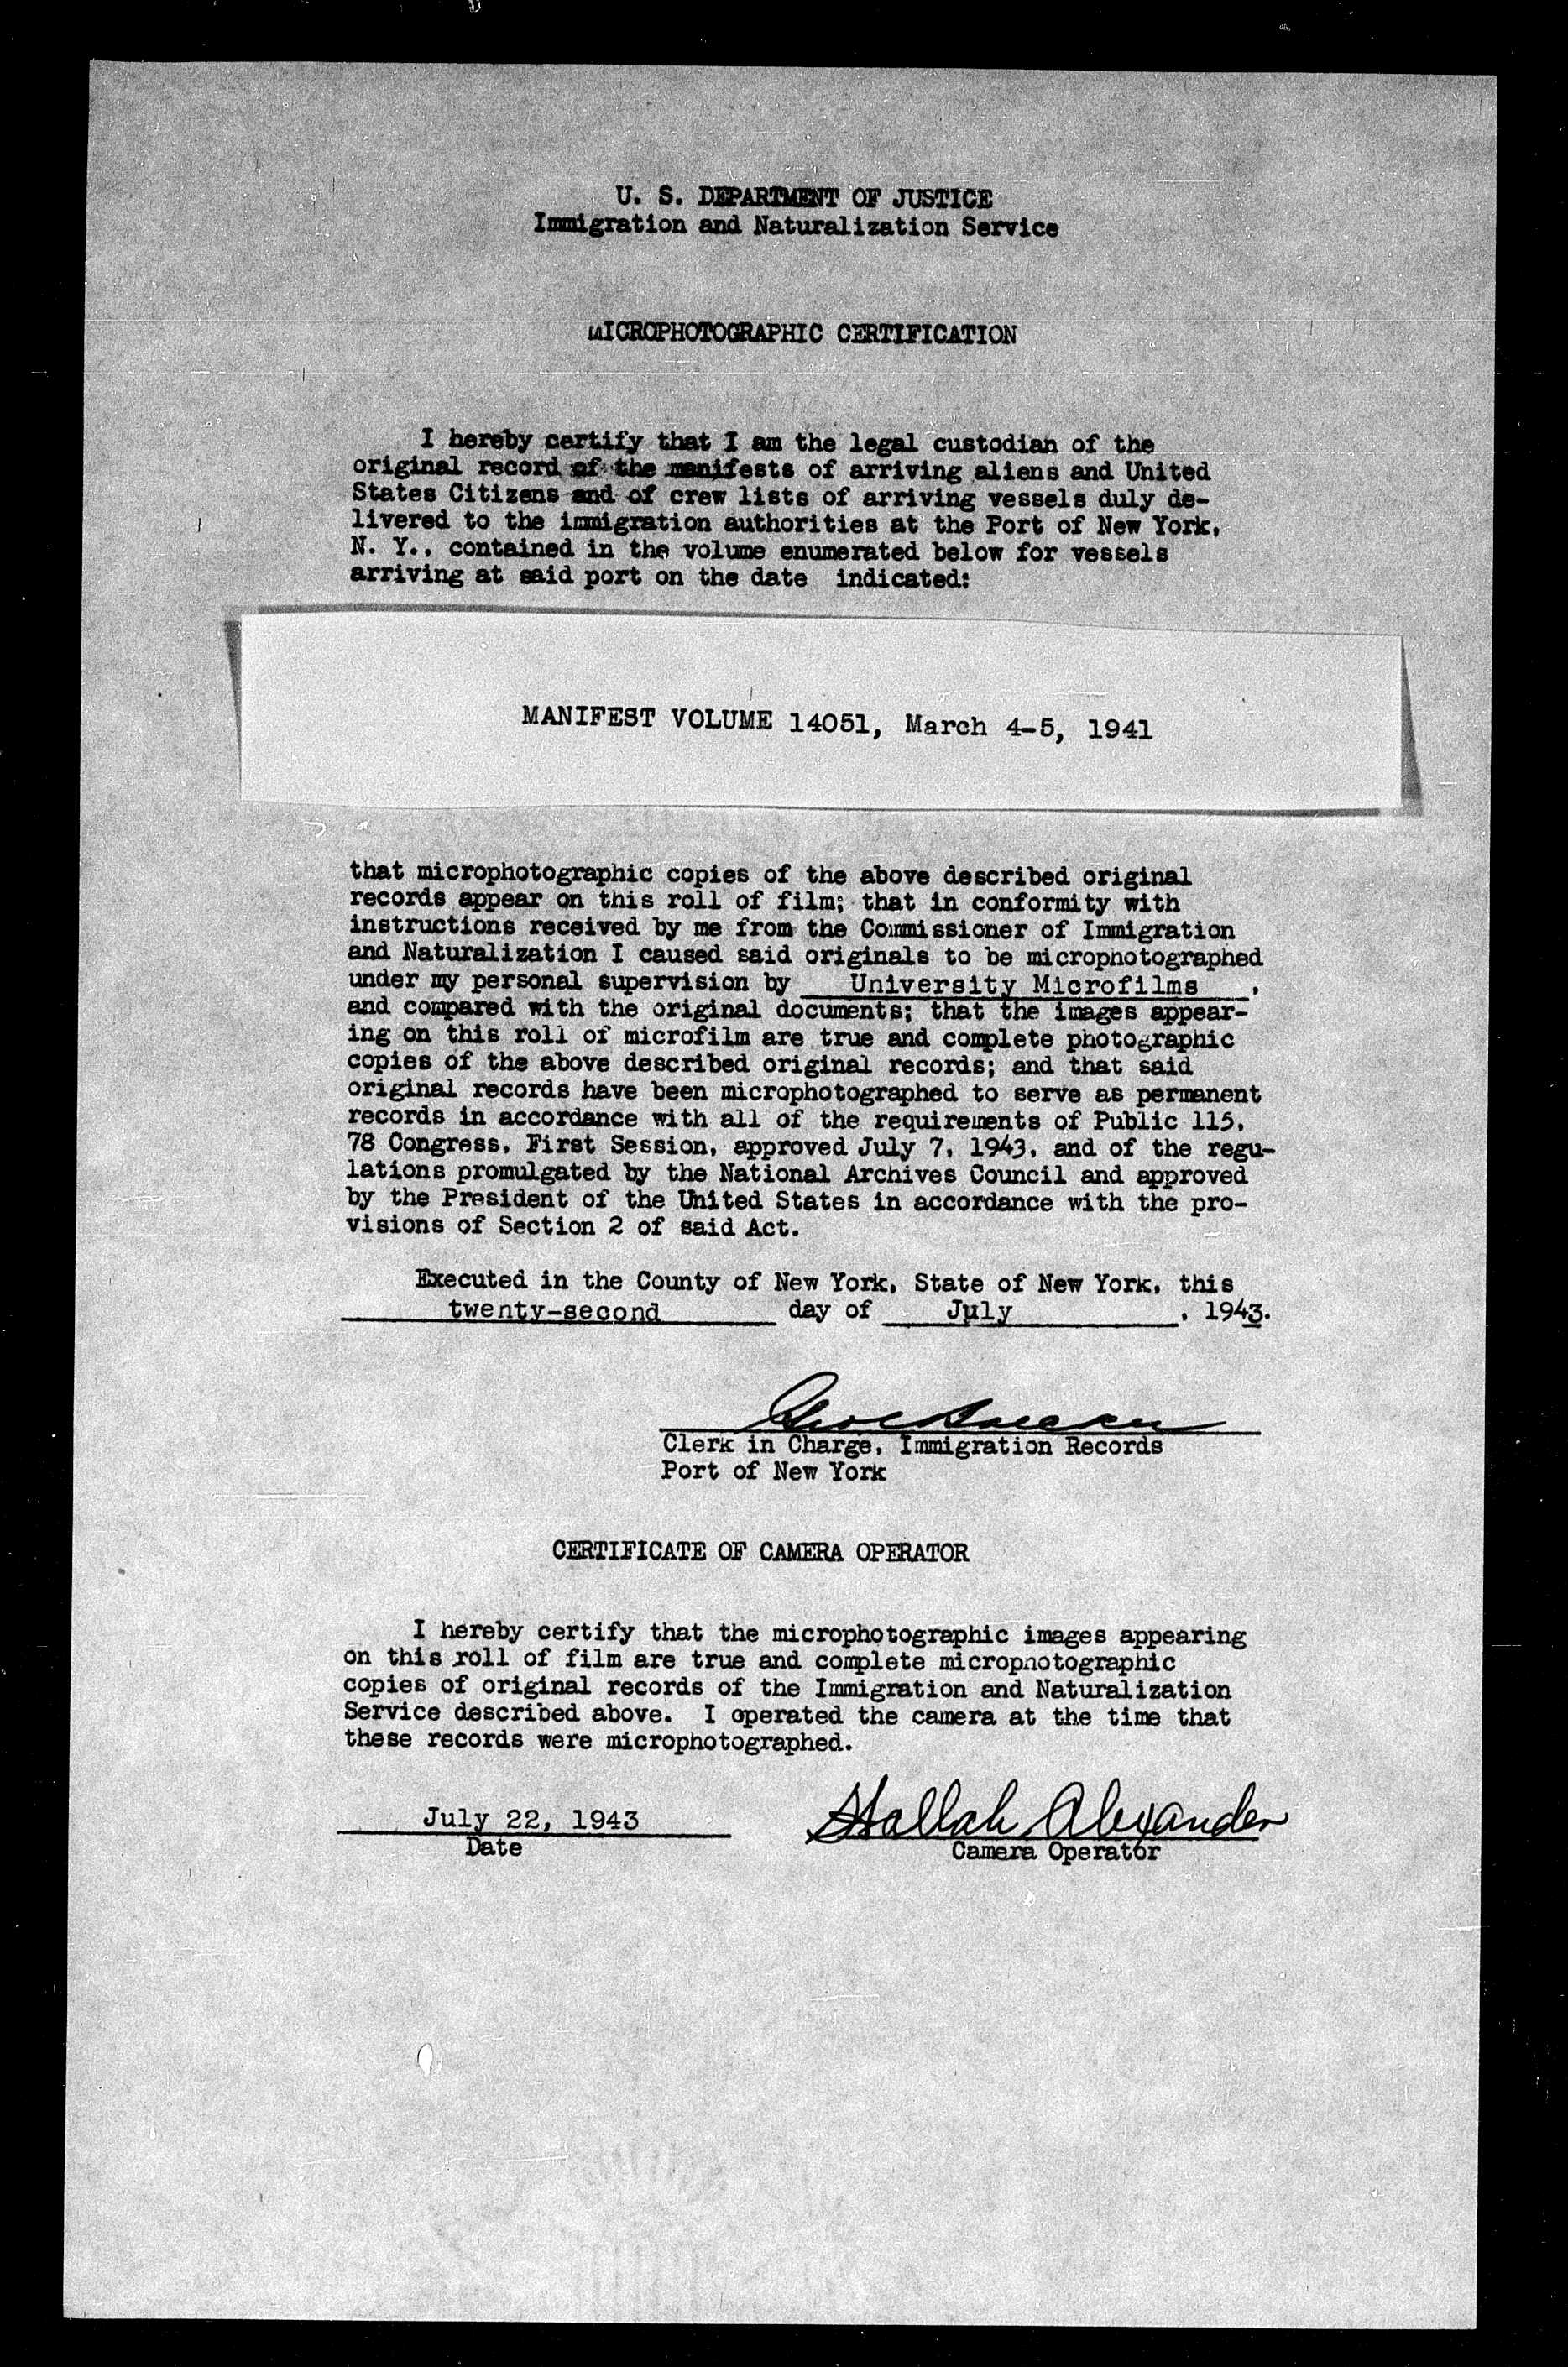 U. S. DEPARTMENT OF JUSTICE
Immigration and Naturalization Service
MICROPHOTOGRAPHIC CERTIFICATION
I hereby certify that I am the legal custodian of the
original record of the manifests of arriving aliens and United
States Citizens and of crew lists of arriving vessels duly de-
livered to the immigration authorities at the Port of New York,
N. Y., contained in the volume enumerated below for vessels
arriving at said port on the date indicated:
MANIFEST VOLUME 14051, March 4-5, 1941
that microphotographic copies of the above described original
records appear on this roll of film; that in conformity with
instructions received by me from the Commissioner of Immigration
and Naturalization I caused said originals to be microphotographed
under my personal supervision by University Microfilms,
and compared with the original documents; that the images appear-
ing on this roll of microfilm are true and complete photographic
copies of the above described original records; and that said
original records have been microphotographed to serve as permanent
records in accordance with all of the requirements of Public 115,
78 Congress, First Session, approved July 7, 1943, and of the regu-
lations promulgated by the National Archives Council and approved
by the President of the United States in accordance with the pro-
visions of Section 2 of said Act.
Executed in the County of New York, State of New York, this
twenty-second day of July, 1943.
Clerk in Charge, Immigration Records
Port of New York
CERTIFICATE OF CAMERA OPERATOR
I hereby certify that the microphotographic images appearing
on this roll of film are true and complete microphotographic
copies of original records of the Immigration and Naturalization
Service described above. I operated the camera at the time that
these records were microphotographed.
July 22, 1943 Hallah Alexander
Date Camera Operator